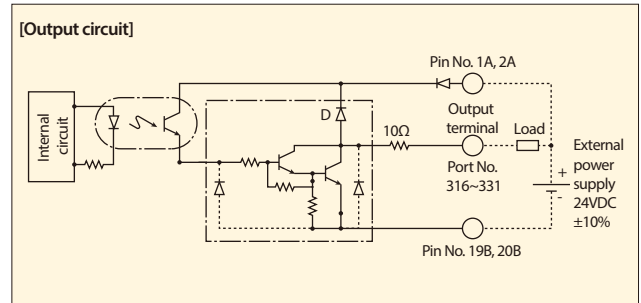 [Output circuit]
Pin No. 1A, 2A
Internal
circuit
D
10Ω
Output
terminal
Load
Port No.
316~331
External
power
supply
24VDC
±10%
+
-
Pin No. 19B, 20B